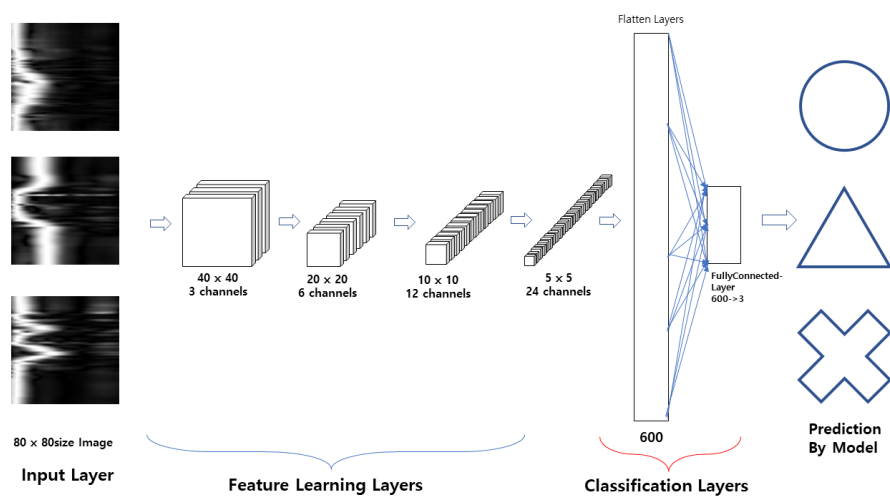 Flatten Layers
40 × 40
3 channels
20 × 20
6 channels
10 × 10
12 channels
5 × 5
24 channels
FullyConnected-
Layer
600->3
600
80 × 80size Image
Input Layer
Feature Learning Layers
Classification Layers
Prediction
By Model